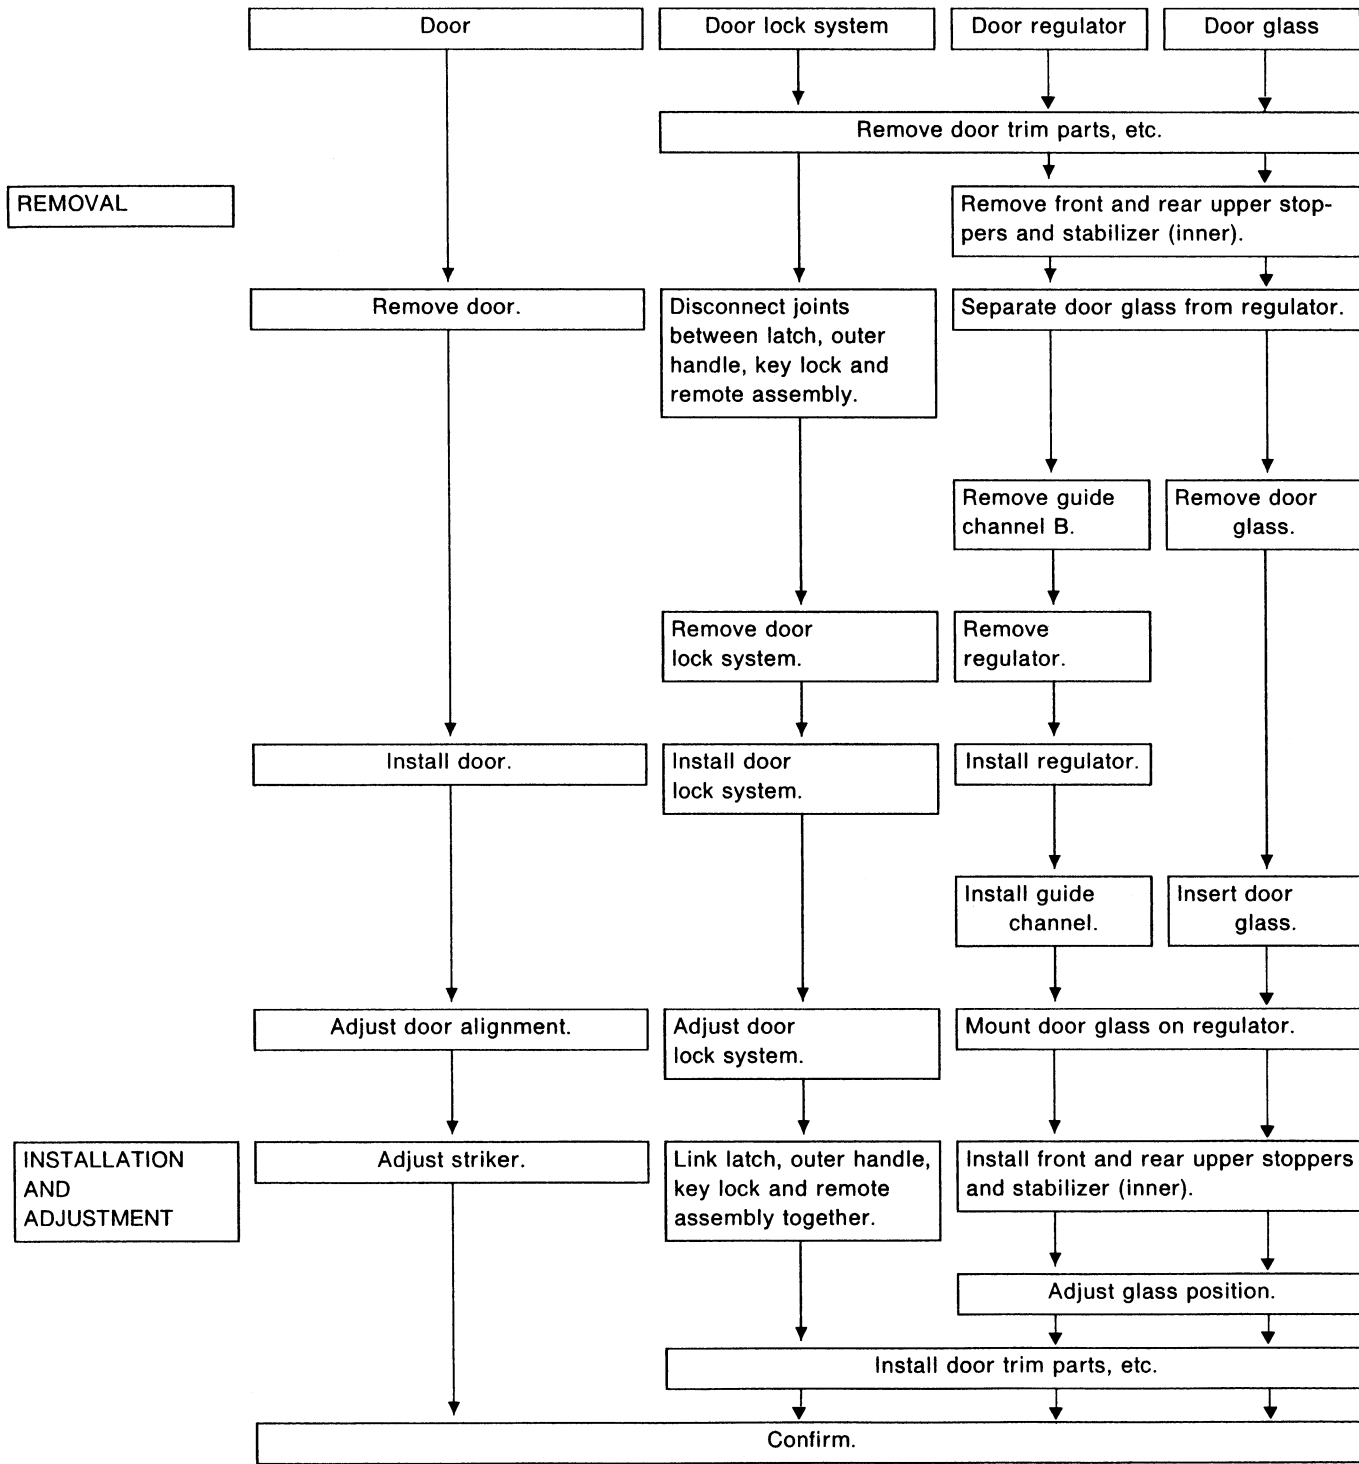 Door
Door lock system
Door regulator
Door glass
Remove door trim parts, etc.
REMOVAL
Remove front and rear upper stop-
pers and stabilizer (inner).
Remove door.
Disconnect joints
between latch, outer
handle, key lock and
remote assembly.
Separate door glass from regulator.
Remove guide
channel B.
Remove door
glass.
Remove door
lock system.
Remove
regulator.
Install door.
Install door
lock system.
Install regulator.
Install guide
channel.
Insert door
glass.
Adjust door alignment.
Adjust door
lock system.
Mount door glass on regulator.
INSTALLATION
AND
ADJUSTMENT
Adjust striker.
Link latch, outer handle,
key lock and remote
assembly together.
Install front and rear upper stoppers
and stabilizer (inner).
Adjust glass position.
Install door trim parts, etc.
Confirm.